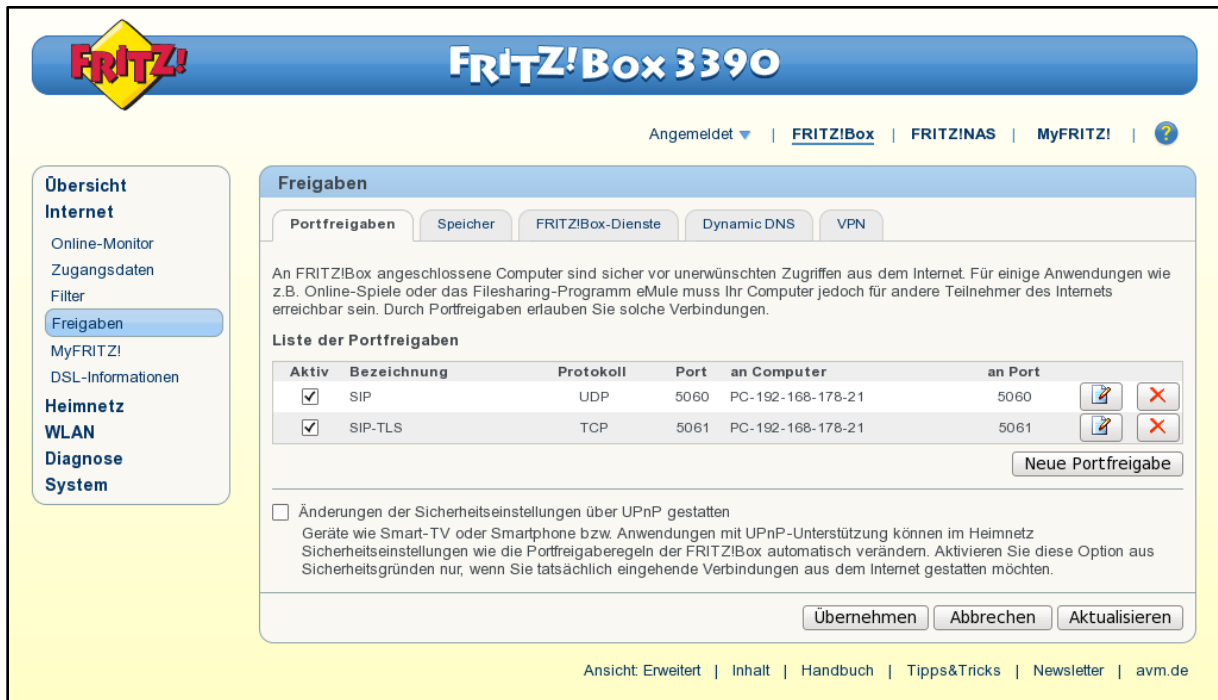 FRITZ!
FRITZ!Box 3390
Angemeldet | FRITZ!Box | FRITZ!NAS | MyFRITZ! | ?
Übersicht
Internet
Online-Monitor
Zugangsdaten
Filter
Freigaben
MyFRITZ!
DSL-Informationen
Heimnetz
WLAN
Diagnose
System
Freigaben
Portfreigaben Speicher FRITZ!Box-Dienste Dynamic DNS VPN
An FRITZ!Box angeschlossene Computer sind sicher vor unerwünschten Zugriffen aus dem Internet. Für einige Anwendungen wie
z.B. Online-Spiele oder das Filesharing-Programm eMule muss Ihr Computer jedoch für andere Teilnehmer des Internets
erreichbar sein. Durch Portfreigaben erlauben Sie solche Verbindungen.
Liste der Portfreigaben
Aktiv Bezeichnung Protokoll Port an Computer an Port
SIP UDP 5060 PC-192-168-178-21 5060
SIP-TLS TCP 5061 PC-192-168-178-21 5061
Neue Portfreigabe
Änderungen der Sicherheitseinstellungen über UPnP gestatten
Geräte wie Smart-TV oder Smartphone bzw. Anwendungen mit UPnP-Unterstützung können im Heimnetz
Sicherheitseinstellungen wie die Portfreigaberegeln der FRITZ!Box automatisch verändern. Aktivieren Sie diese Option aus
Sicherheitsgründen nur, wenn Sie tatsächlich eingehende Verbindungen aus dem Internet gestatten möchten.
Übernehmen Abbrechen Aktualisieren
Ansicht: Erweitert | Inhalt | Handbuch | Tipps&Tricks | Newsletter | avm.de